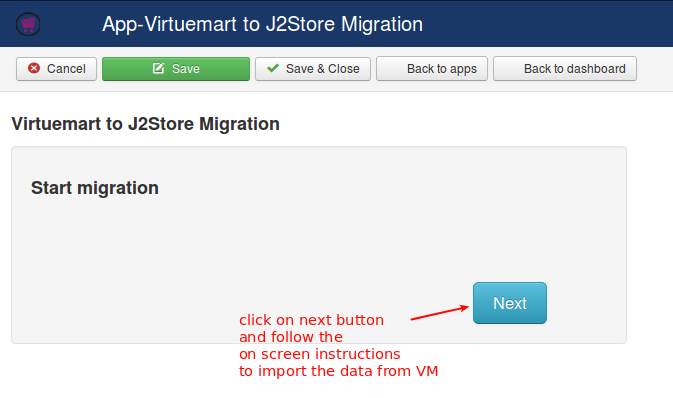 App-Virtuemart to J2Store Migration
Cancel Save Save & Close Back to apps Back to dashboard
Virtuemart to J2Store Migration
Start migration
Next
click on next button
and follow the
on screen instructions
to import the data from VM